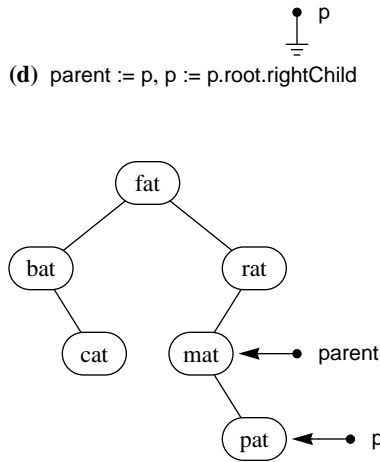 p
(d) parent := p, p := p.root.rightChild
fat
bat rat
cat mat parent
pat p